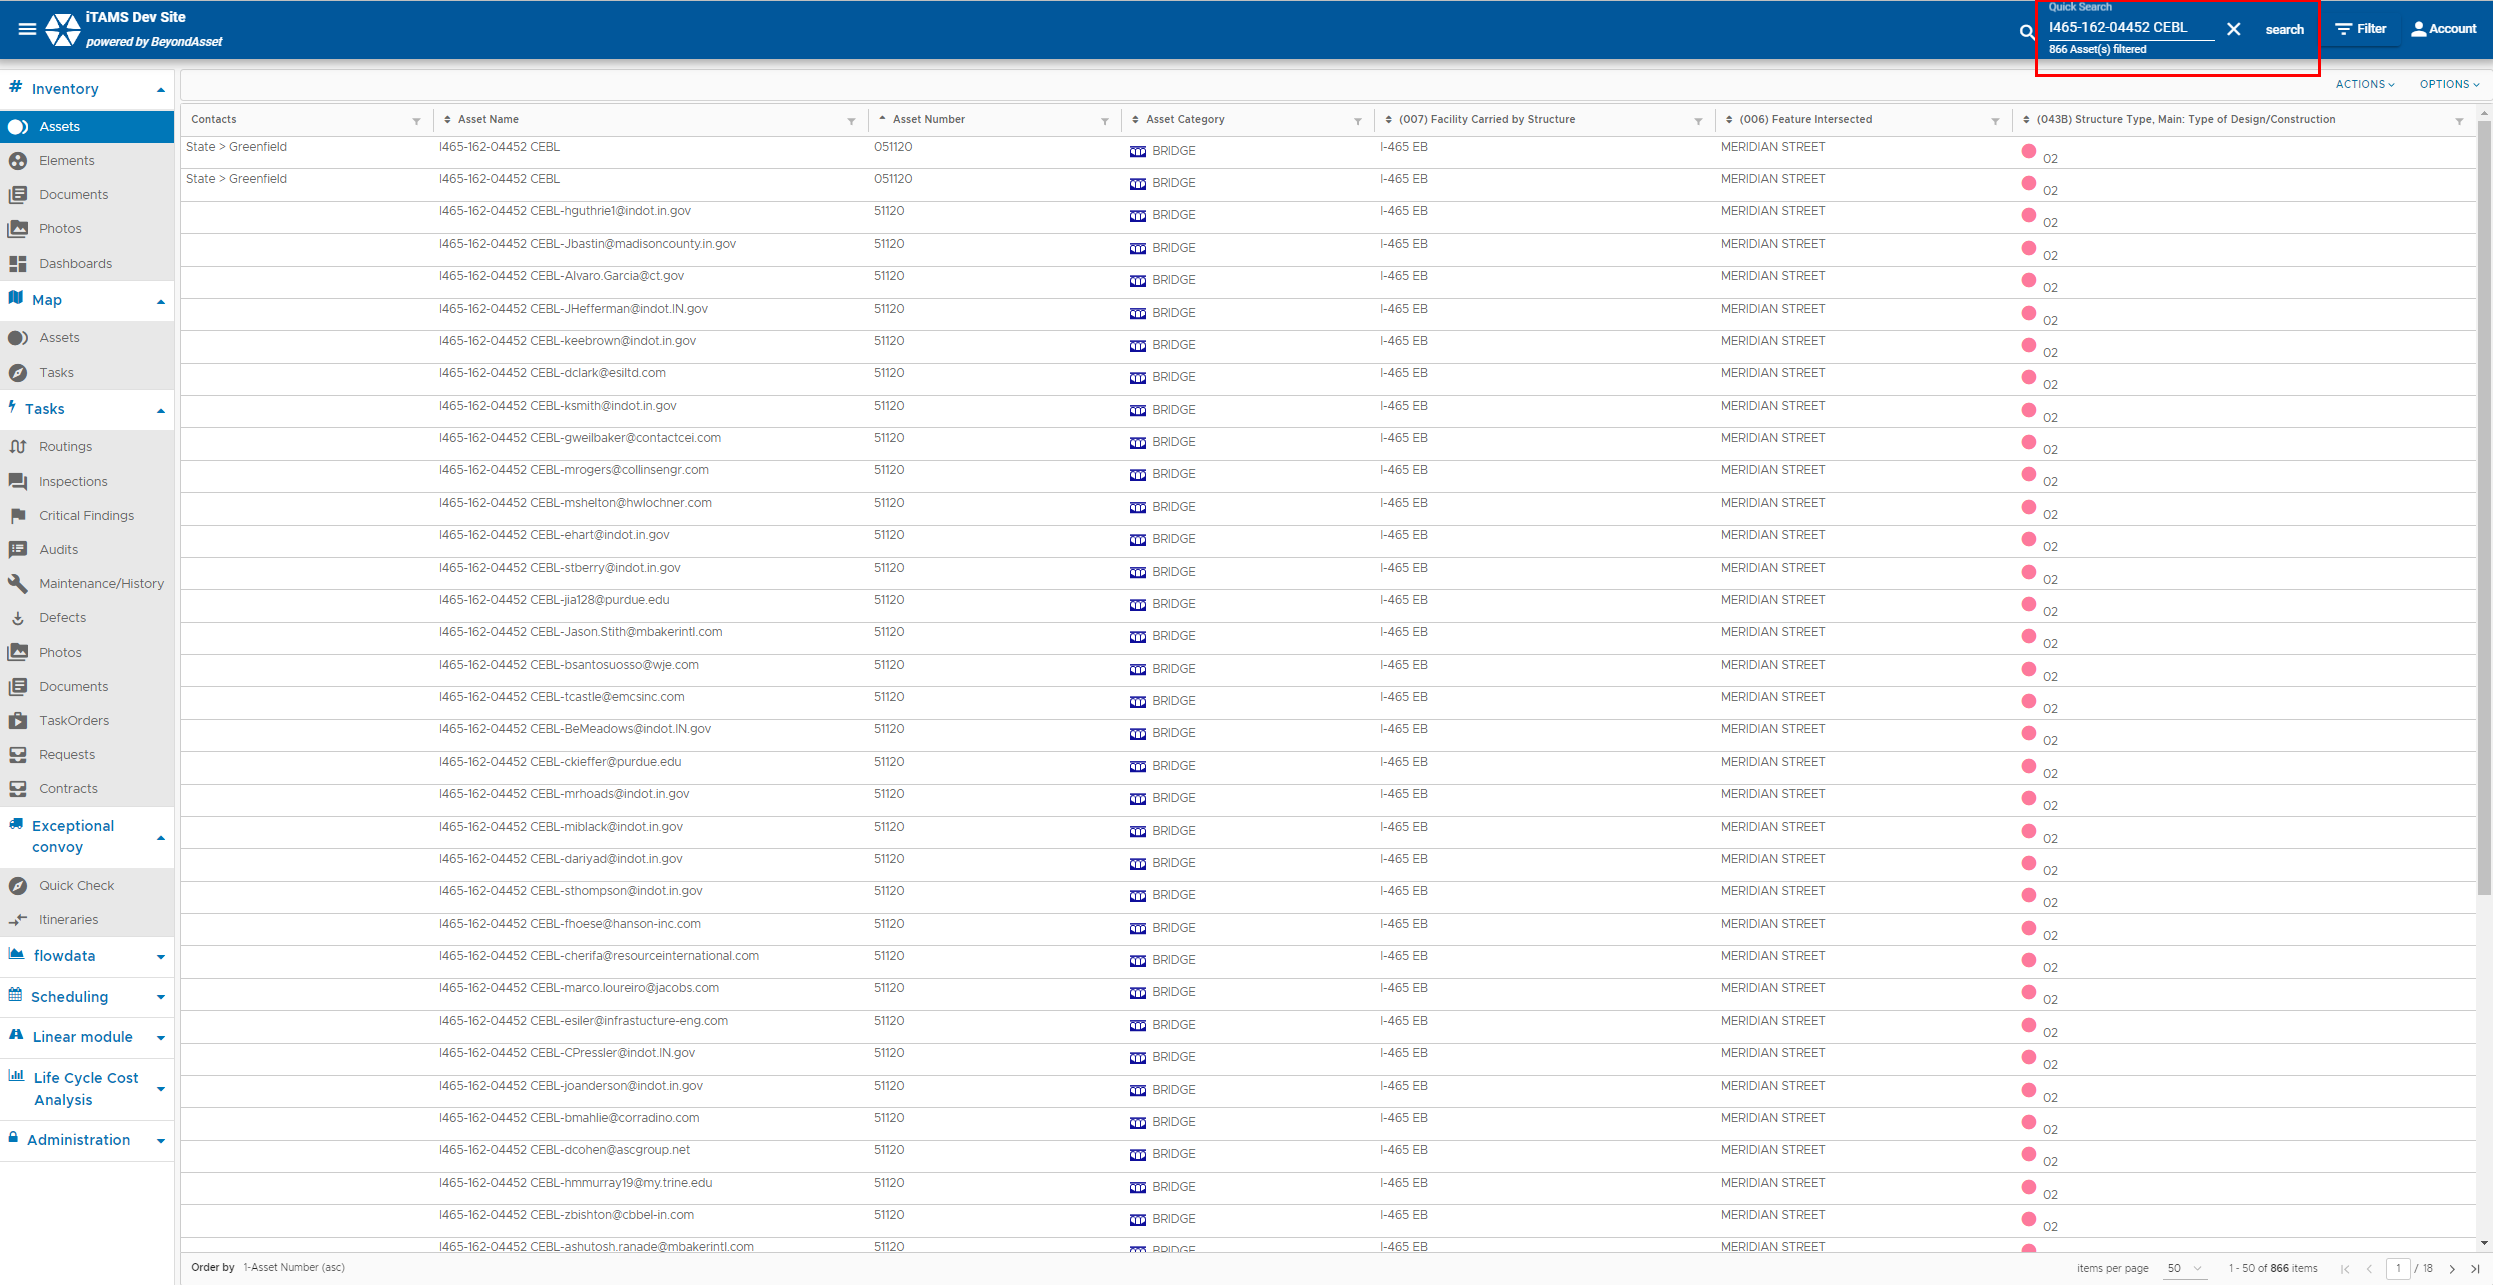 iTAMS Dev Site
powered by BeyondAsset
Quick Search
I465-162-04452 CEBL
866 Asset(s) filtered
search
Filter
Account
ACTIONS
OPTIONS
Inventory
Assets
Elements
Documents
Photos
Dashboards
Map
Assets
Tasks
Tasks
Routings
Inspections
Critical Findings
Audits
Maintenance/History
Defects
Photos
Documents
TaskOrders
Requests
Contracts
Exceptional
convoy
Quick Check
Itineraries
flowdata
Scheduling
Linear module
Life Cycle Cost
Analysis
Administration
Contacts Asset Name Asset Number Asset Category (007) Facility Carried by Structure (006) Feature Intersected (043B) Structure Type, Main: Type of Design/Construction
State > Greenfield I465-162-04452 CEBL 051120 BRIDGE I-465 EB MERIDIAN STREET 02
State > Greenfield I465-162-04452 CEBL 051120 BRIDGE I-465 EB MERIDIAN STREET 02
I465-162-04452 CEBL-hguthrie1@indot.in.gov 51120 BRIDGE I-465 EB MERIDIAN STREET 02
I465-162-04452 CEBL-Jbastin@madisoncounty.in.gov 51120 BRIDGE I-465 EB MERIDIAN STREET 02
I465-162-04452 CEBL-Alvaro.Garcia@ct.gov 51120 BRIDGE I-465 EB MERIDIAN STREET 02
I465-162-04452 CEBL-JHefferman@indot.IN.gov 51120 BRIDGE I-465 EB MERIDIAN STREET 02
I465-162-04452 CEBL-keebrown@indot.in.gov 51120 BRIDGE I-465 EB MERIDIAN STREET 02
I465-162-04452 CEBL-dclark@esiltd.com 51120 BRIDGE I-465 EB MERIDIAN STREET 02
I465-162-04452 CEBL-ksmith@indot.in.gov 51120 BRIDGE I-465 EB MERIDIAN STREET 02
I465-162-04452 CEBL-gweilbaker@contactcei.com 51120 BRIDGE I-465 EB MERIDIAN STREET 02
I465-162-04452 CEBL-mrogers@collinsengr.com 51120 BRIDGE I-465 EB MERIDIAN STREET 02
I465-162-04452 CEBL-mshelton@hwlochner.com 51120 BRIDGE I-465 EB MERIDIAN STREET 02
I465-162-04452 CEBL-ehart@indot.in.gov 51120 BRIDGE I-465 EB MERIDIAN STREET 02
I465-162-04452 CEBL-stberry@indot.in.gov 51120 BRIDGE I-465 EB MERIDIAN STREET 02
I465-162-04452 CEBL-jia128@purdue.edu 51120 BRIDGE I-465 EB MERIDIAN STREET 02
I465-162-04452 CEBL-Jason.Stith@mbakerintl.com 51120 BRIDGE I-465 EB MERIDIAN STREET 02
I465-162-04452 CEBL-bsantosuosso@wje.com 51120 BRIDGE I-465 EB MERIDIAN STREET 02
I465-162-04452 CEBL-tcastle@emcsinc.com 51120 BRIDGE I-465 EB MERIDIAN STREET 02
I465-162-04452 CEBL-BeMeadows@indot.IN.gov 51120 BRIDGE I-465 EB MERIDIAN STREET 02
I465-162-04452 CEBL-ckieffer@purdue.edu 51120 BRIDGE I-465 EB MERIDIAN STREET 02
I465-162-04452 CEBL-mrhoads@indot.in.gov 51120 BRIDGE I-465 EB MERIDIAN STREET 02
I465-162-04452 CEBL-miblack@indot.in.gov 51120 BRIDGE I-465 EB MERIDIAN STREET 02
I465-162-04452 CEBL-dariyad@indot.in.gov 51120 BRIDGE I-465 EB MERIDIAN STREET 02
I465-162-04452 CEBL-sthompson@indot.in.gov 51120 BRIDGE I-465 EB MERIDIAN STREET 02
I465-162-04452 CEBL-fhoese@hanson-inc.com 51120 BRIDGE I-465 EB MERIDIAN STREET 02
I465-162-04452 CEBL-cherifa@resourceinternational.com 51120 BRIDGE I-465 EB MERIDIAN STREET 02
I465-162-04452 CEBL-marco.loureiro@jacobs.com 51120 BRIDGE I-465 EB MERIDIAN STREET 02
I465-162-04452 CEBL-esiler@infrastucture-eng.com 51120 BRIDGE I-465 EB MERIDIAN STREET 02
I465-162-04452 CEBL-CPressler@indot.IN.gov 51120 BRIDGE I-465 EB MERIDIAN STREET 02
I465-162-04452 CEBL-joanderson@indot.in.gov 51120 BRIDGE I-465 EB MERIDIAN STREET 02
I465-162-04452 CEBL-bmahlie@corradino.com 51120 BRIDGE I-465 EB MERIDIAN STREET 02
I465-162-04452 CEBL-dcohen@ascgroup.net 51120 BRIDGE I-465 EB MERIDIAN STREET 02
I465-162-04452 CEBL-hmmurray19@my.trine.edu 51120 BRIDGE I-465 EB MERIDIAN STREET 02
I465-162-04452 CEBL-zbishton@cbbel-in.com 51120 BRIDGE I-465 EB MERIDIAN STREET 02
I465-162-04452 CEBL-ashutosh.ranade@mbakerintl.com 51120 BRIDGE I-465 EB MERIDIAN STREET
Order by 1-Asset Number (asc)
items per page 50 1 - 50 of 866 items 1 / 18